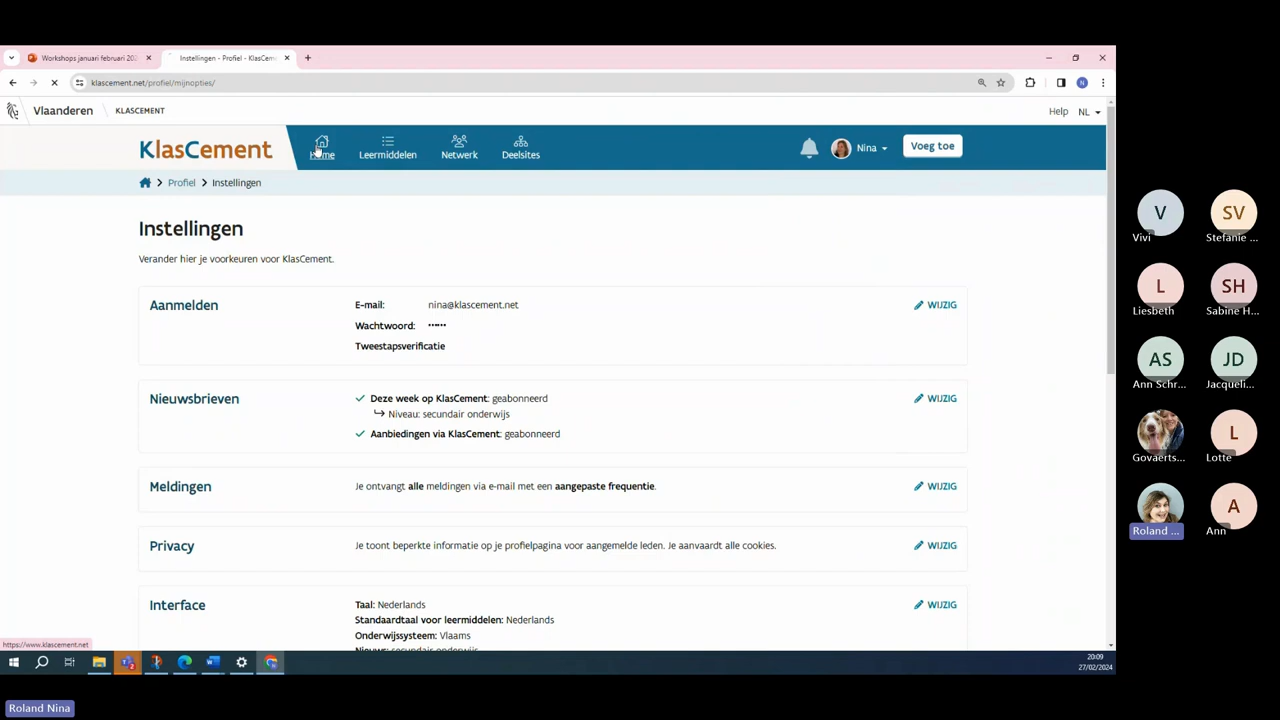 Workshops januari februari 202
Instellingen - Profiel - KlasCem
klascement.net/profiel/mijnopties/
N
Vlaanderen
KLASCEMENT
Help
NL
KlasCement
Home
Leermiddelen
Netwerk
Deelsites
Nina
Voeg toe
Profiel
Instellingen
Instellingen
Verander hier je voorkeuren voor KlasCement.
Aanmelden
E-mail: nina@klascement.net
WIJZIG
Wachtwoord: ••••••
Tweestapsverificatie
Nieuwsbrieven
Deze week op KlasCement: geabonneerd
WIJZIG
Niveau: secundair onderwijs
Aanbiedingen via KlasCement: geabonneerd
Meldingen
Je ontvangt alle meldingen via e-mail met een aangepaste frequentie.
WIJZIG
Privacy
Je toont beperkte informatie op je profielpagina voor aangemelde leden. Je aanvaardt alle cookies.
WIJZIG
Interface
Taal: Nederlands
WIJZIG
Standaardtaal voor leermiddelen: Nederlands
Onderwijssysteem: Vlaams
Nieuws: secundair onderwijs
https://www.klascement.net
20:09
27/02/2024
V
Vivi
SV
Stefanie ...
L
Liesbeth
SH
Sabine H...
AS
Ann Schr...
JD
Jacqueli...
Govaerts...
L
Lotte
Roland ...
A
Ann
Roland Nina